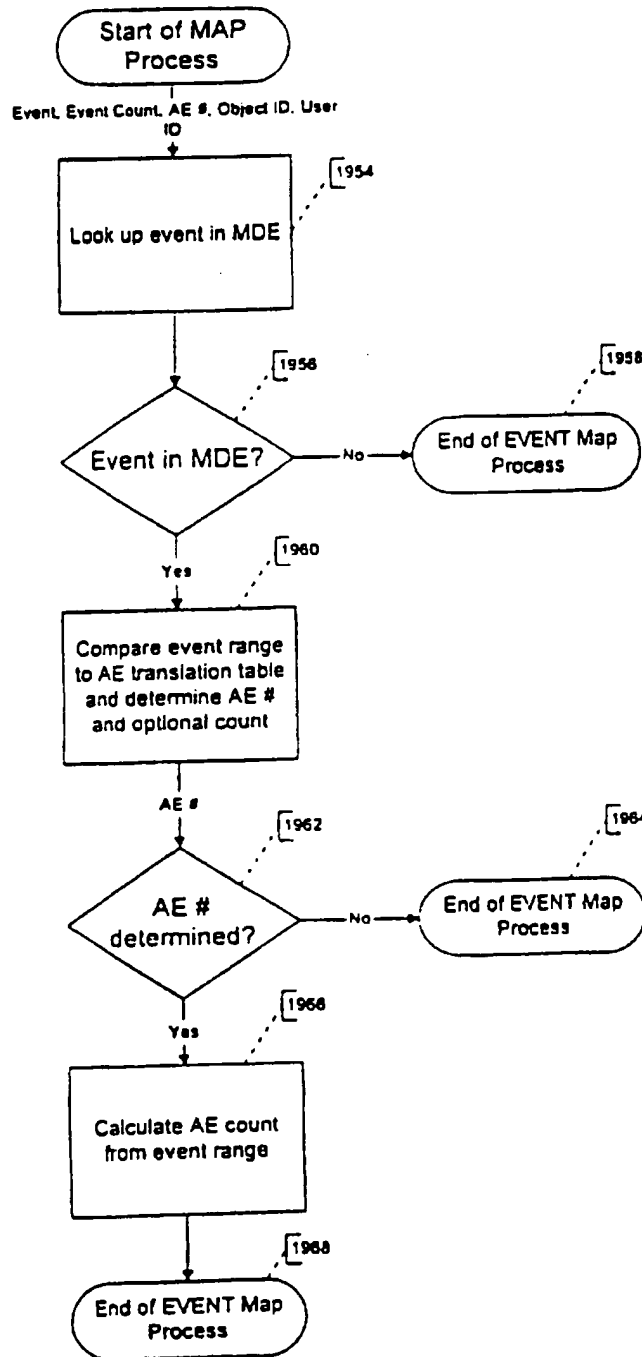 Start of MAP
Process
Event, Event Count, AE #, Object ID, User
ID
1954
Look up event in MDE
1956
1958
Event in MDE?
No
End of EVENT Map
Process
Yes
1960
Compare event range
to AE translation table
and determine AE #
and optional count
AE #
1962
1964
AE #
determined?
No
End of EVENT Map
Process
Yes
1966
Calculate AE count
from event range
1968
End of EVENT Map
Process